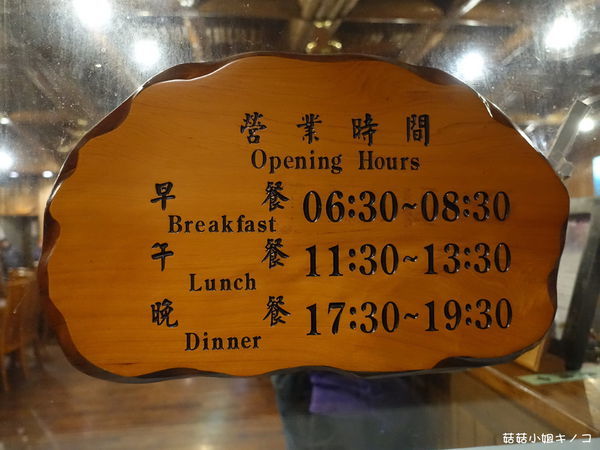 營業時間
Opening Hours
早餐 06:30~08:30
Breakfast
午餐 11:30~13:30
Lunch
晚餐 17:30~19:30
Dinner
菇菇小姐キノコ